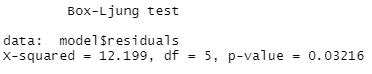 Box-Ljung test
data:  model$residuals
X-squared = 12.199, df = 5, p-value = 0.03216